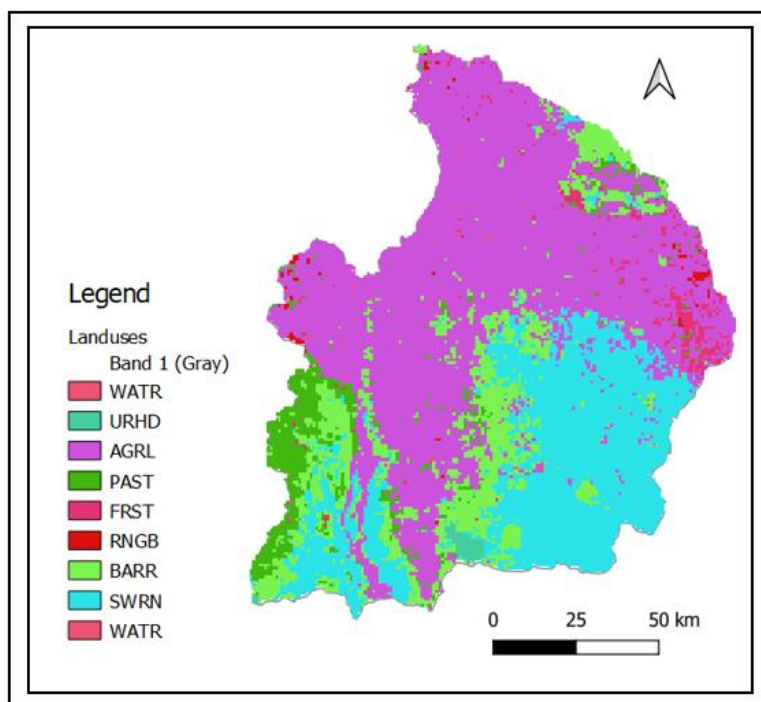 Legend
Landuses
Band 1 (Gray)
WATR
URHD
AGRL
PAST
FRST
RNGB
BARR
SWRN
WATR
0 25 50 km